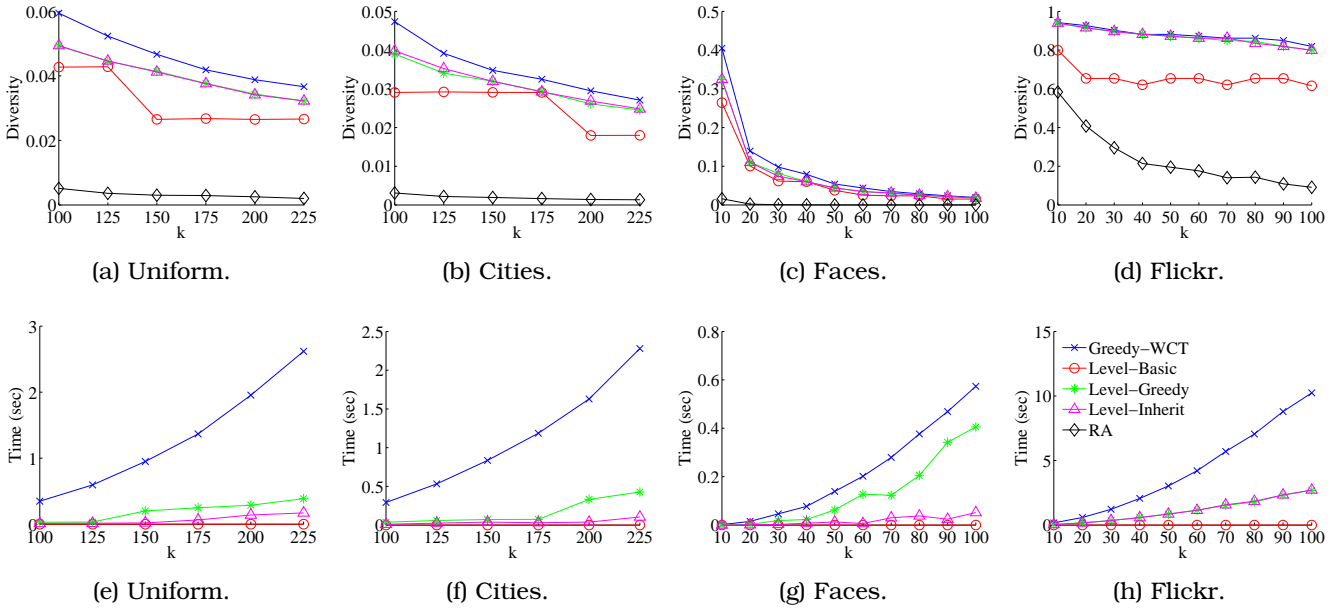 0.06
0.04
0.02
0
Diversity
100 125 150 175 200 225
k
(a) Uniform.
0.05
0.04
0.03
0.02
0.01
0
Diversity
100 125 150 175 200 225
k
(b) Cities.
0.5
0.4
0.3
0.2
0.1
0
Diversity
10 20 30 40 50 60 70 80 90 100
k
(c) Faces.
1
0.8
0.6
0.4
0.2
0
Diversity
10 20 30 40 50 60 70 80 90 100
k
(d) Flickr.
3
2
1
0
Time (sec)
100 125 150 175 200 225
k
(e) Uniform.
2.5
2
1.5
1
0.5
0
Time (sec)
100 125 150 175 200 225
k
(f) Cities.
0.8
0.6
0.4
0.2
0
Time (sec)
10 20 30 40 50 60 70 80 90 100
k
(g) Faces.
15
10
5
0
Time (sec)
Greedy−WCT
Level−Basic
Level−Greedy
Level−Inherit
RA
10 20 30 40 50 60 70 80 90 100
k
(h) Flickr.